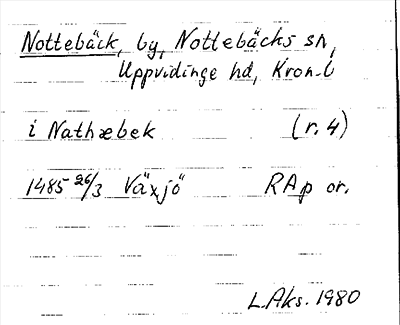 Nottebäck, by, Nottebäcks sn,
Uppvidinge hd, Kron.l
i Nathæbek (r. 4)
1485 26/3 Växjö RAp or.
L.Aks. 1980